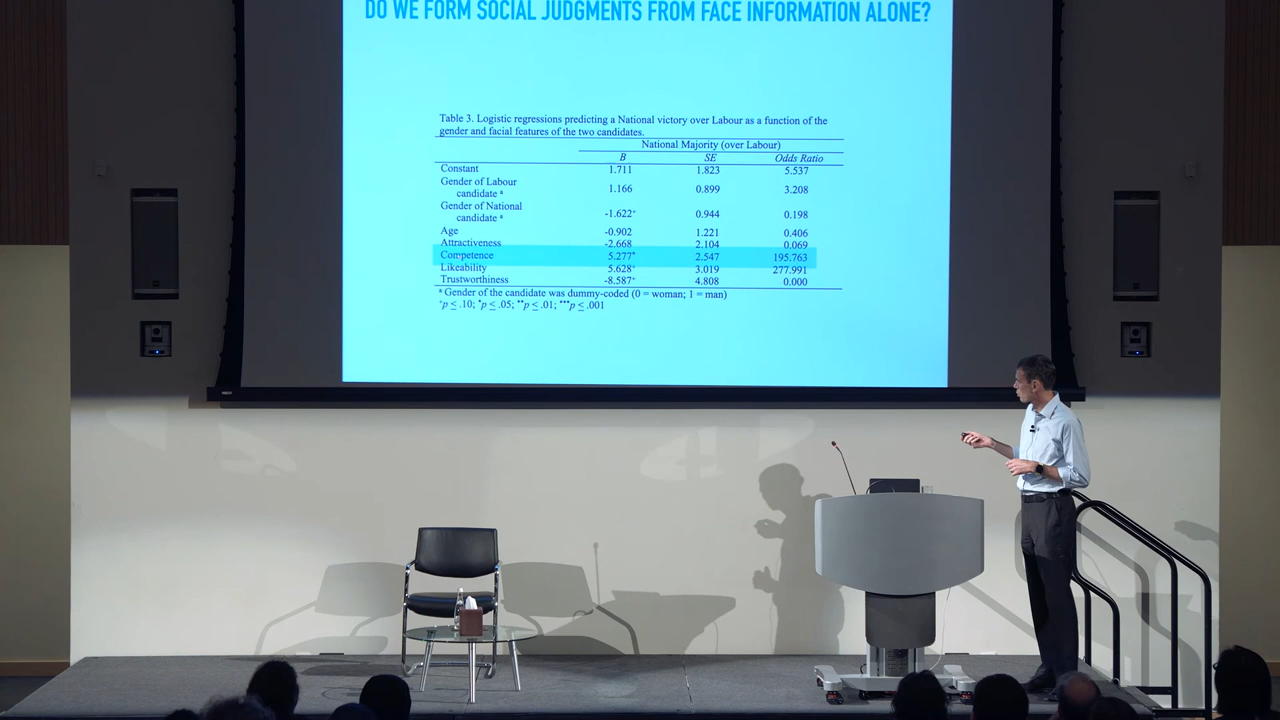 DO WE FORM SOCIAL JUDGMENTS FROM FACE INFORMATION ALONE?
Table 3. Logistic regressions predicting a National victory over Labour as a function of the
gender and facial features of the two candidates.
National Majority (over Labour)
B SE Odds Ratio
Constant 1.711 1.823 5.537
Gender of Labour
candidate ᵃ 1.166 0.899 3.208
Gender of National
candidate ᵃ -1.622⁺ 0.944 0.198
Age -0.902 1.221 0.406
Attractiveness -2.668 2.104 0.069
Competence 5.277* 2.547 195.763
Likeability 5.628⁺ 3.019 277.991
Trustworthiness -8.587⁺ 4.808 0.000
ᵃ Gender of the candidate was dummy-coded (0 = woman; 1 = man)
⁺p ≤ .10; *p ≤ .05; **p ≤ .01; ***p ≤ .001